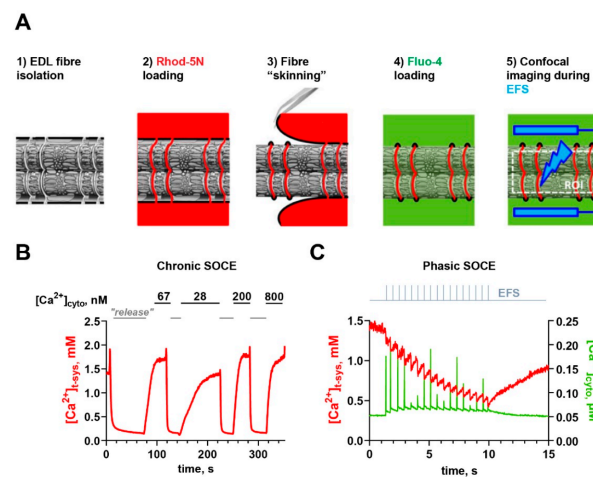 A
1) EDL fibre
isolation
2) Rhod-5N
loading
3) Fibre
“skinning”
4) Fluo-4
loading
5) Confocal
imaging during
EFS
ROI
B
Chronic SOCE
[Ca2+]cyto, nM
67
28
200
800
"release"
[Ca2+]t-sys, mM
2.5
2.0
1.5
1.0
0.5
0.0
0
100
200
300
time, s
C
Phasic SOCE
EFS
[Ca2+]t-sys, mM
1.5
1.0
0.5
0.0
0
5
10
15
time, s
0.25
0.20
0.15
0.10
0.05
0.00